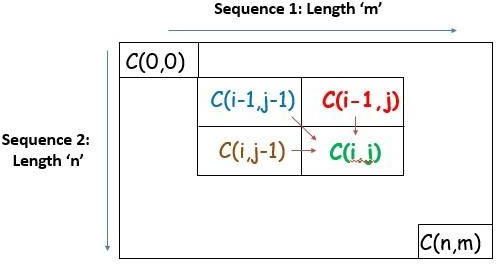 Sequence 1: Length ‘m’
C(0,0)
C(i-1,j-1) C(i-1,j)
Sequence 2:
Length ‘n’
C(i,j-1) C(i,j)
C(n,m)